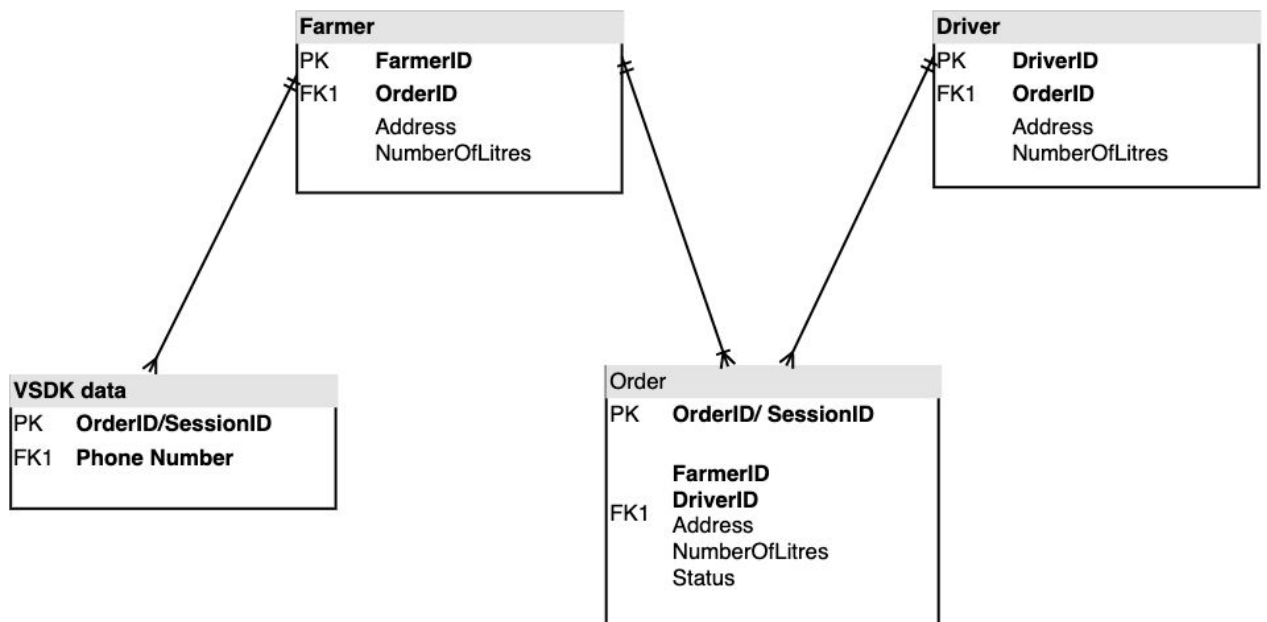 Farmer
PK FarmerID
FK1 OrderID
Address
NumberOfLitres
Driver
PK DriverID
FK1 OrderID
Address
NumberOfLitres
VSDK data
PK OrderID/SessionID
FK1 Phone Number
Order
PK OrderID/ SessionID
FarmerID
DriverID
FK1
Address
NumberOfLitres
Status